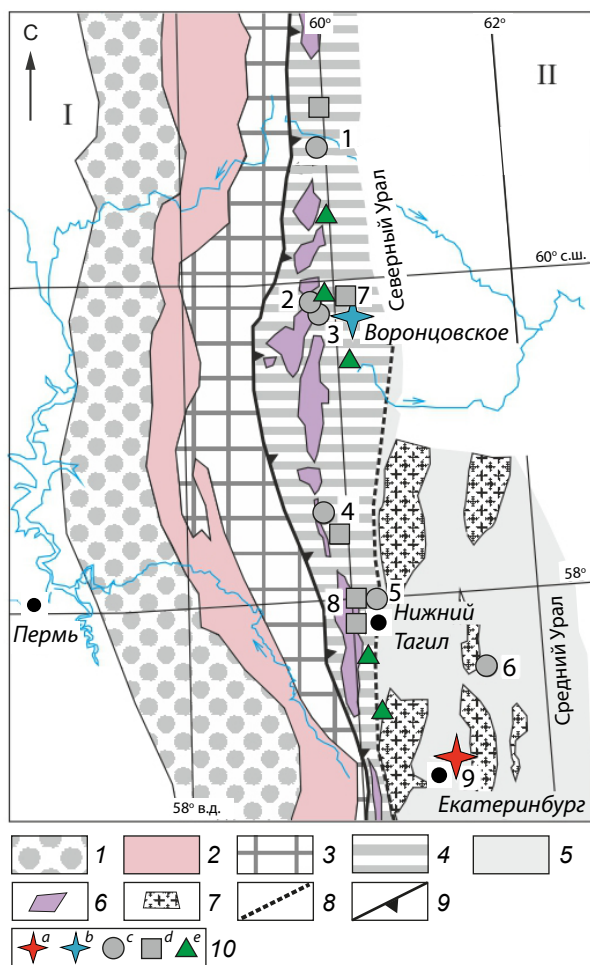 60° 62°
С
I II
1
Северный Урал
60° с.ш.
2 7
3 Воронцовское
4
58°
8 5
Пермь Нижний
Тагил
6
Средний Урал
9
58° в.д. Екатеринбург
1 2 3 4 5
6 7 8 9
a b c d e 10